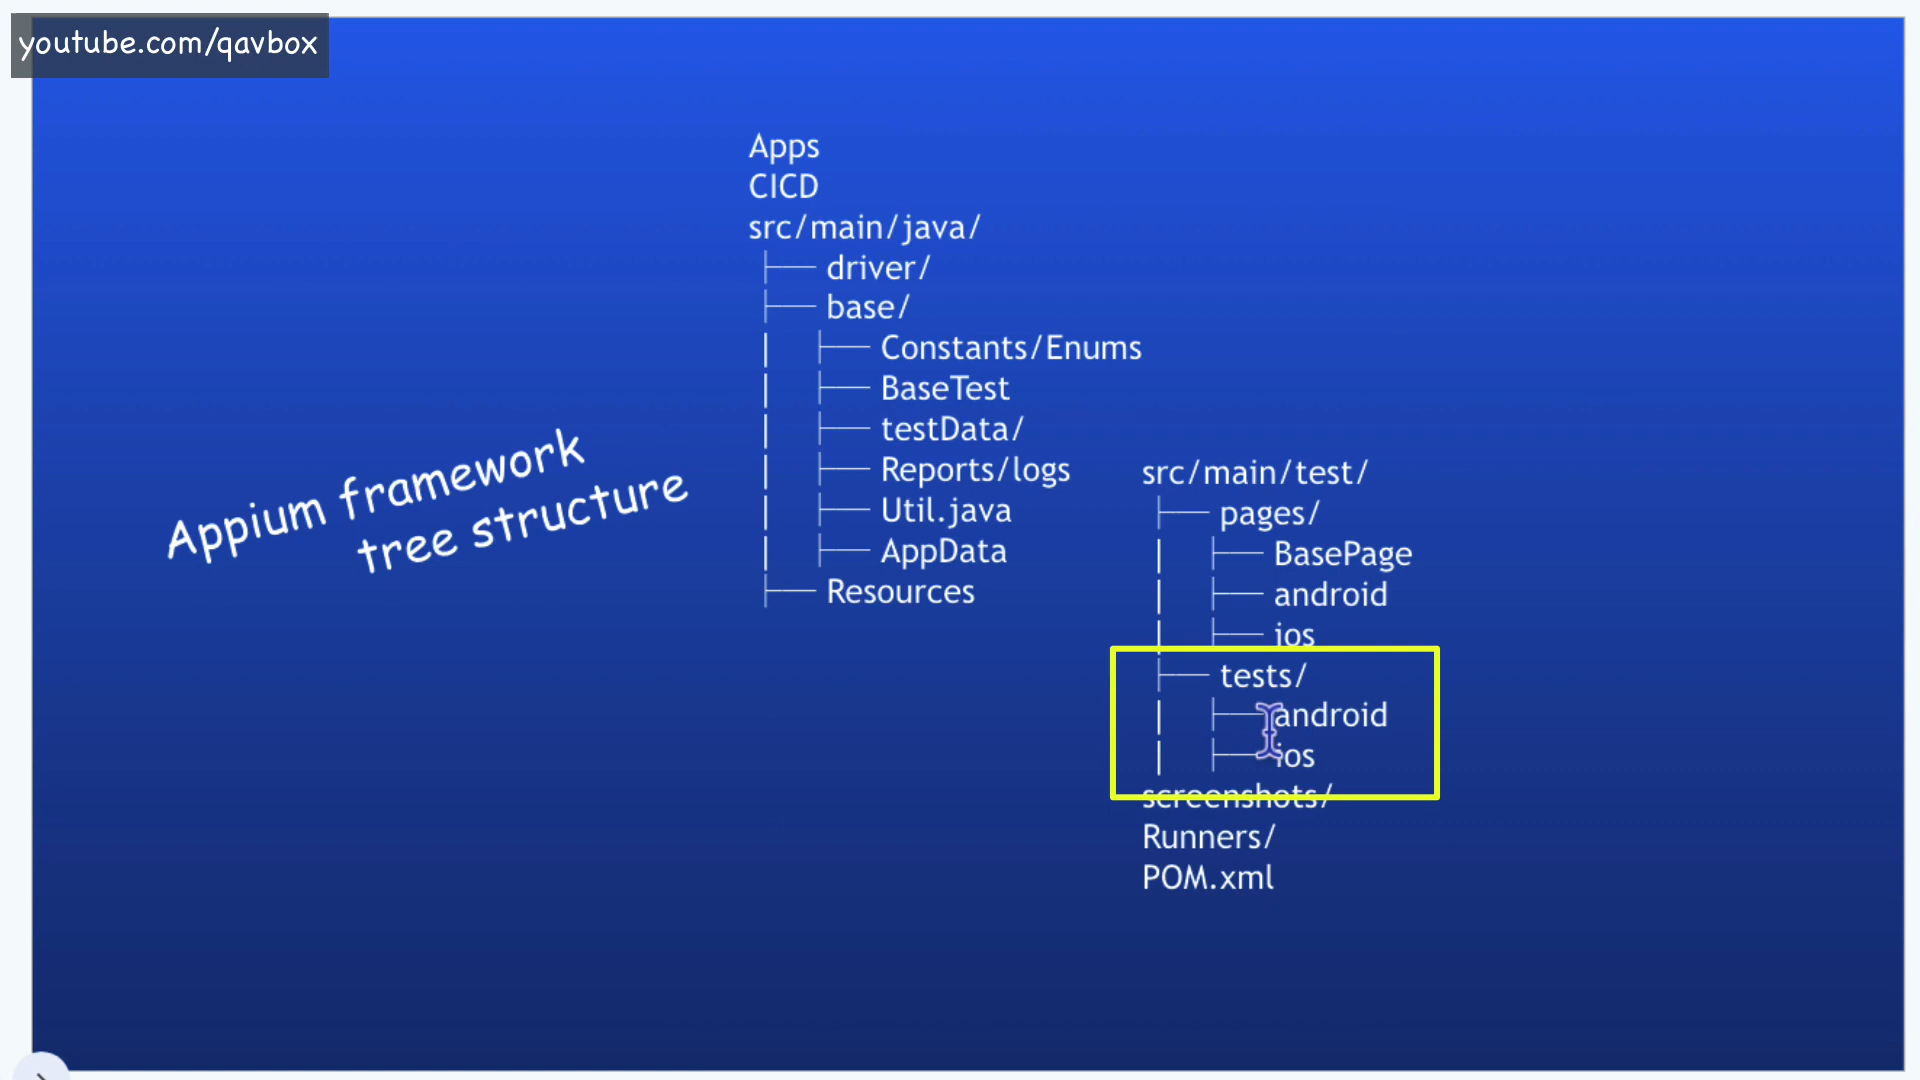 youtube.com/qavbox
Appium framework
tree structure
Apps
CICD
src/main/java/
driver/
base/
Constants/Enums
BaseTest
testData/
Reports/logs
Util.java
AppData
Resources
src/main/test/
pages/
BasePage
android
ios
tests/
android
ios
screenshots/
Runners/
POM.xml